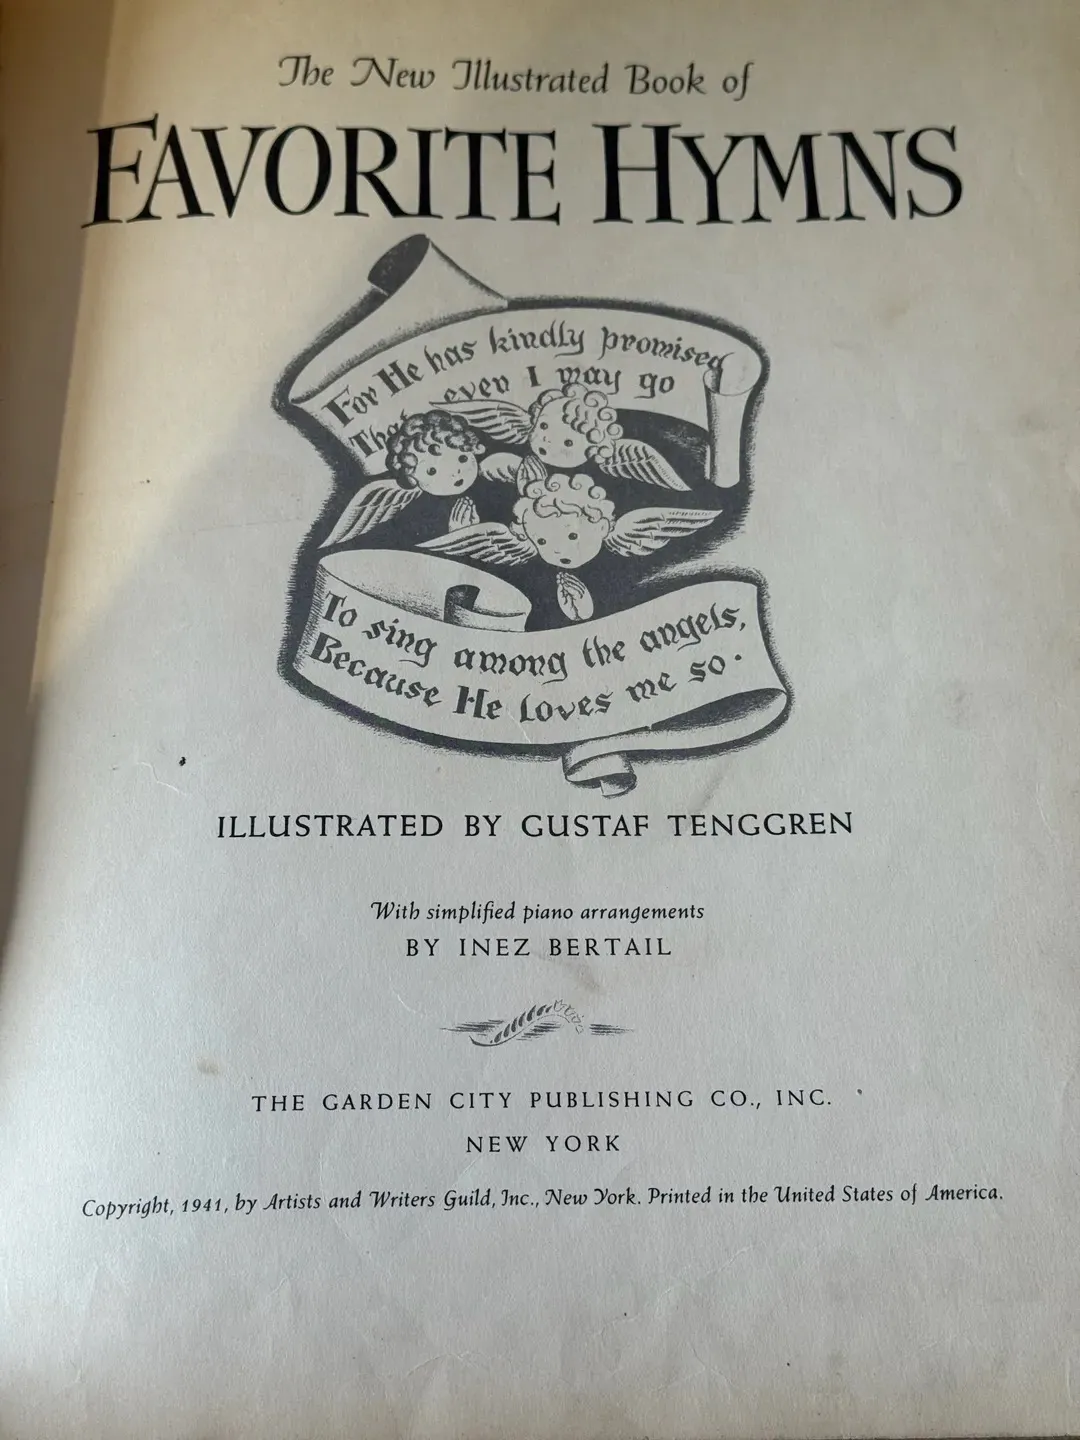 The New Illustrated Book of
FAVORITE HYMNS
For He has kindly promised
That even I may go
To sing among the angels,
Because He loves me so.
ILLUSTRATED BY GUSTAF TENGGREN
With simplified piano arrangements
BY INEZ BERTAIL
THE GARDEN CITY PUBLISHING CO., INC.
NEW YORK
Copyright, 1941, by Artists and Writers Guild, Inc., New York. Printed in the United States of America.